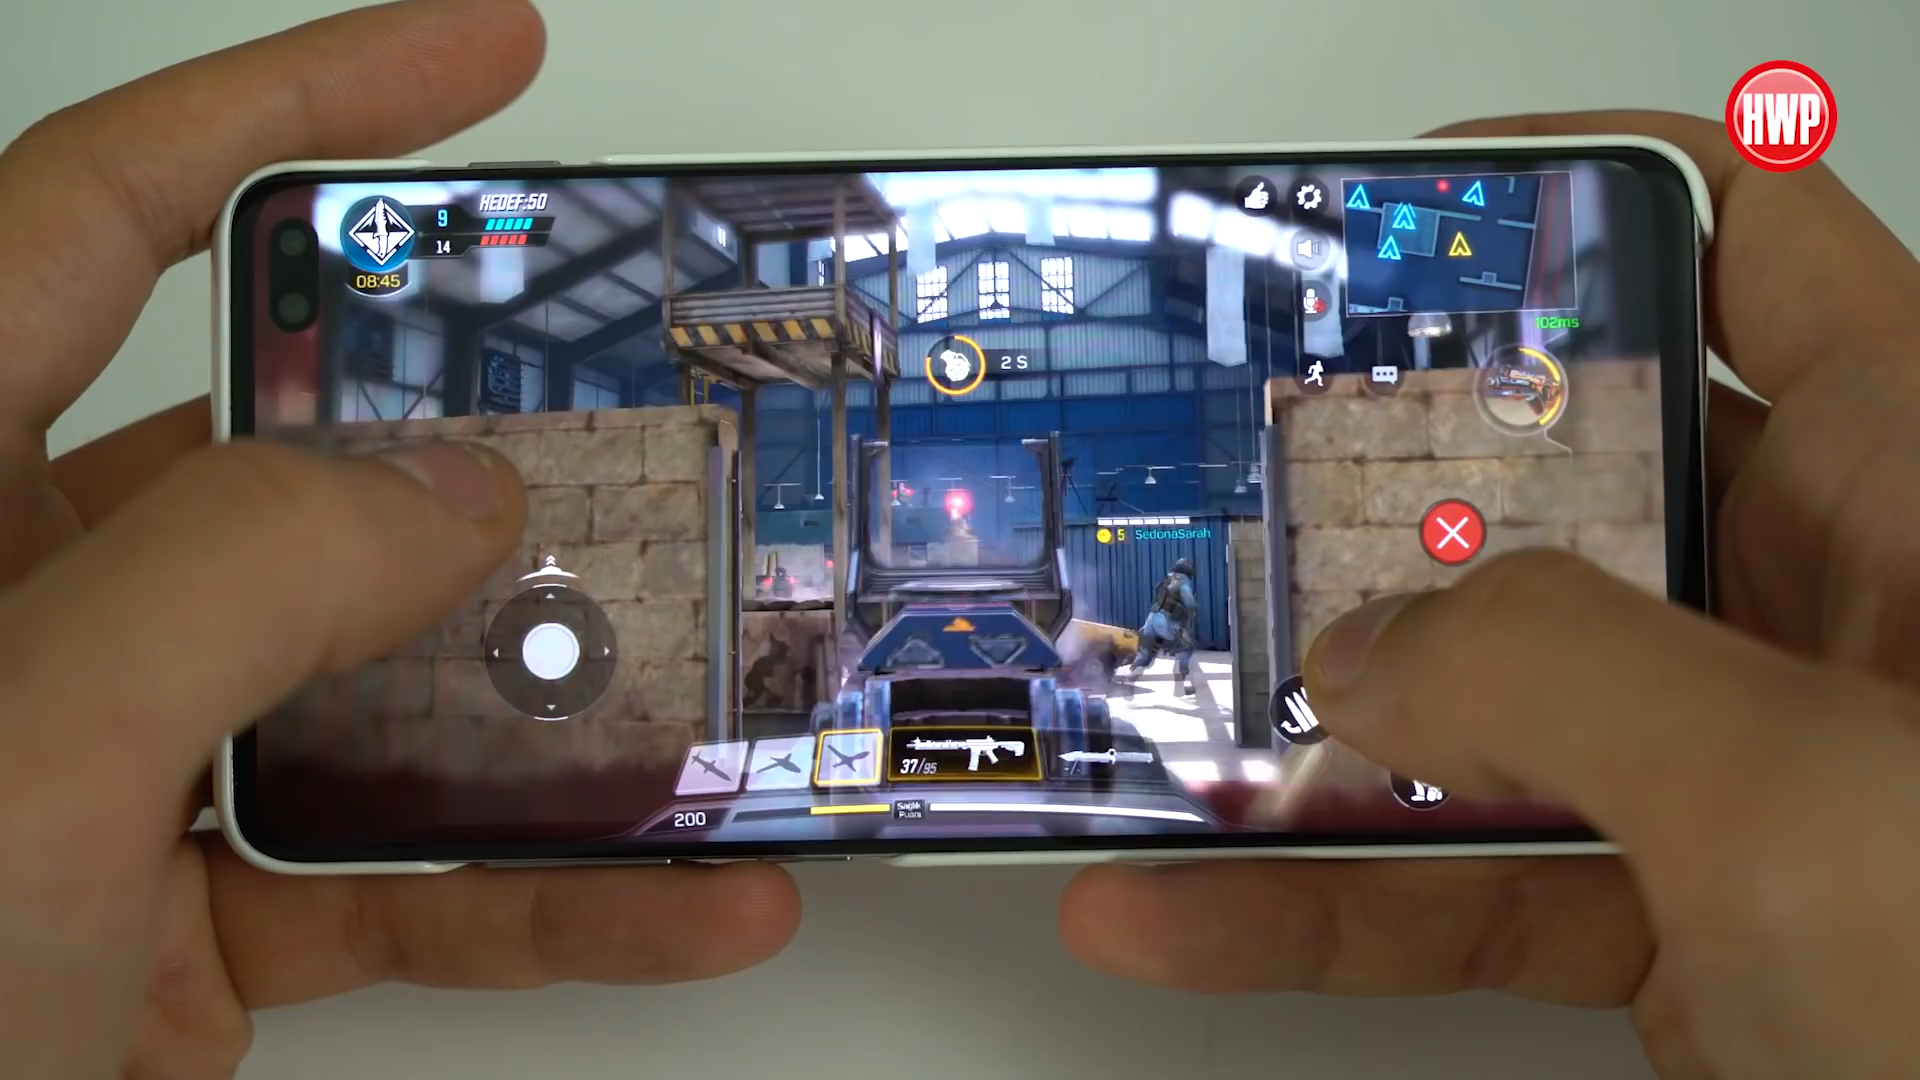 HWP
HEDEF:50
9
14
08:45
102ms
2 S
5 SedonaSarah
37/95
200
Sağlık
Puanı